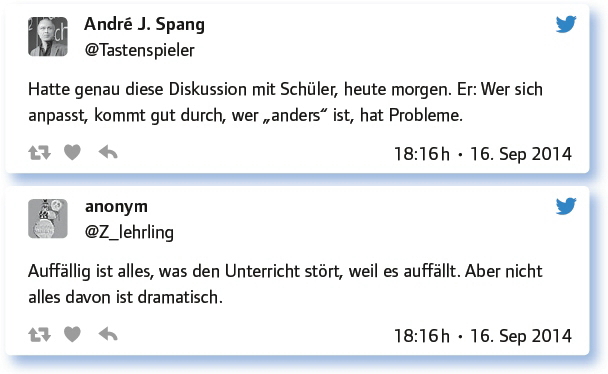 André J. Spang
@Tastenspieler
Hatte genau diese Diskussion mit Schüler, heute morgen. Er: Wer sich
anpasst, kommt gut durch, wer „anders“ ist, hat Probleme.
18:16 h · 16. Sep 2014
anonym
@Z_lehrling
Auffällig ist alles, was den Unterricht stört, weil es auffällt. Aber nicht
alles davon ist dramatisch.
18:16 h · 16. Sep 2014